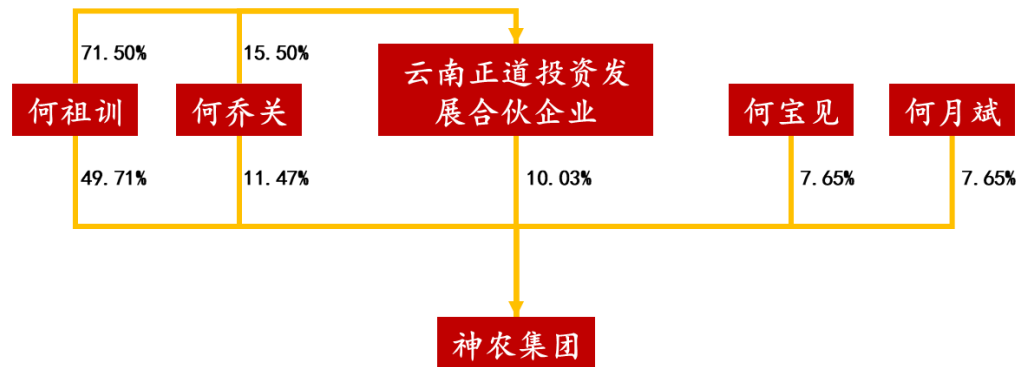 71.50%
15.50%
云南正道投资发
展合伙企业
何祖训
何乔关
何宝见
何月斌
49.71%
11.47%
10.03%
7.65%
7.65%
神农集团